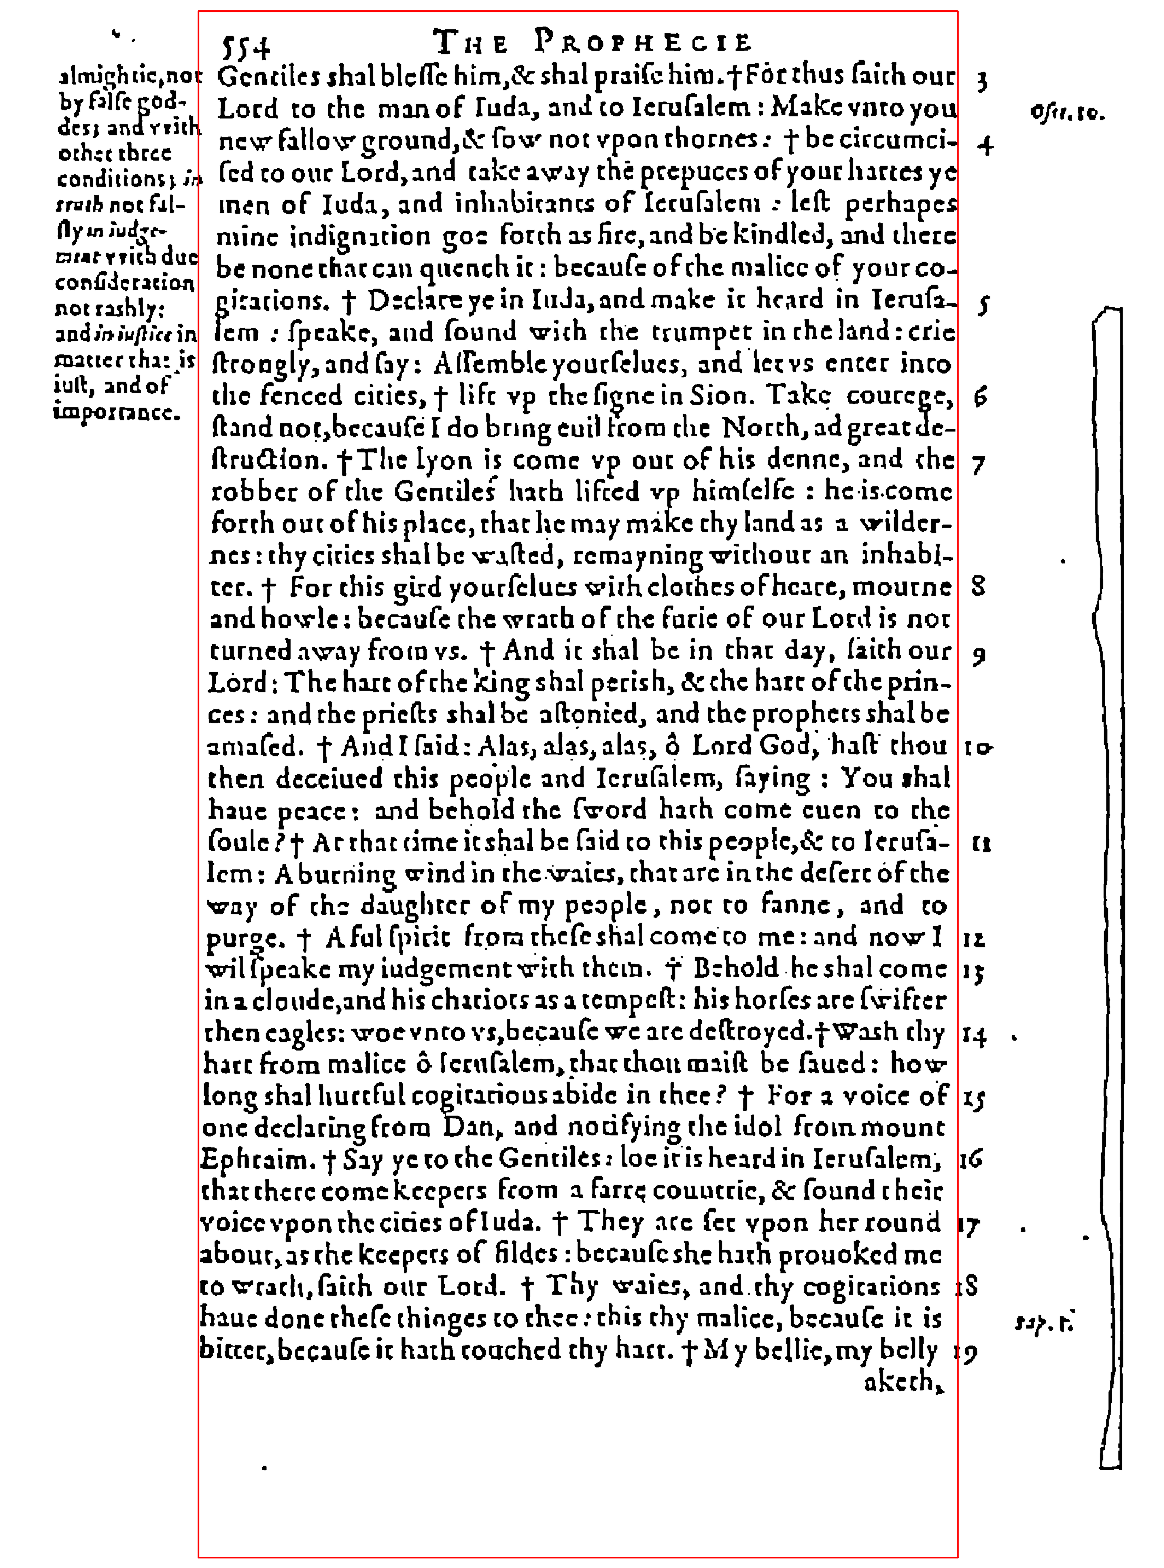 554 THE PROPHECIE
almightie, not
by false god-
des; and vvith
other three
conditions; in
truth not fal-
sly in iudge-
ment vvith due
consideration
not rashly:
and in iustice in
matter that is
iust, and of
importance.
Gentiles shal blesse him, & shal praise him. † For thus saith our 3
Lord to the man of Iuda, and to Ierusalem: Make vnto you
new fallow ground, & sow not vpon thornes: † be circumci- 4
sed to our Lord, and take away the prepuces of your hartes ye
men of Iuda, and inhabitants of Ierusalem: lest perhapes
mine indignation goe forth as fire, and be kindled, and there
be none that can quench it: because of the malice of your co-
gitations. † Declare ye in Iuda, and make it heard in Ierusa- 5
lem: speake, and sound with the trumpet in the land: crie
strongly, and say: Assemble yourselues, and let vs enter into
the fenced cities, † lift vp the signe in Sion. Take courege, 6
stand not, because I do bring euil from the North, ad great de-
struction. † The lyon is come vp out of his denne, and the 7
robber of the Gentiles hath lifted vp himselfe: he is come
forth out of his place, that he may make thy land as a wilder-
nes: thy cities shal be wasted, remayning without an inhabi-
ter. † For this gird yourselues with clothes of heare, mourne 8
and howle: because the wrath of the furie of our Lord is not
turned away from vs. † And it shal be in that day, saith our 9
Lord: The hart of the king shal perish, & the hart of the prin-
ces: and the priests shal be astonied, and the prophets shal be
amased. † And I said: Alas, alas, alas, ô Lord God, hast thou 10
then deceiued this people and Ierusalem, saying: You shal
haue peace: and behold the sword hath come euen to the
soule? † At that time it shal be said to this people, & to Ierusa- 11
lem: A burning wind in the waies, that are in the desert of the
way of the daughter of my people, not to fanne, and to
purge. † A ful spirit from these shal come to me: and now I 12
wil speake my iudgement with them. † Behold he shal come 13
in a cloude, and his chariots as a tempest: his horses are swifter
then eagles: woe vnto vs, because we are destroyed. † Wash thy 14
hart from malice ô Ierusalem, that thou maist be saued: how
long shal hurtful cogitations abide in thee? † For a voice of 15
one declaring from Dan, and notifying the idol from mount
Ephraim. † Say ye to the Gentiles: loe it is heard in Ierusalem, 16
that there come keepers from a farre countrie, & sound their
voice vpon the cities of Iuda. † They are set vpon her round 17
about, as the keepers of fildes: because she hath prouoked me
to wrath, saith our Lord. † Thy waies, and thy cogitations 18
haue done these thinges to thee: this thy malice, because it is
bitter, because it hath touched thy hart. † My bellie, my belly 19
aketh,
Osee. 10.
sap. 1.